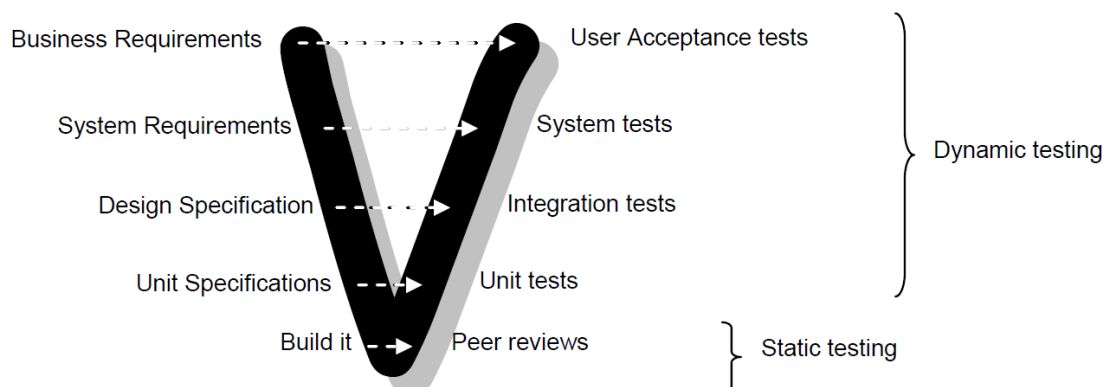 Business Requirements
User Acceptance tests
System Requirements
System tests
Dynamic testing
Design Specification
Integration tests
Unit Specifications
Unit tests
Build it
Peer reviews
Static testing